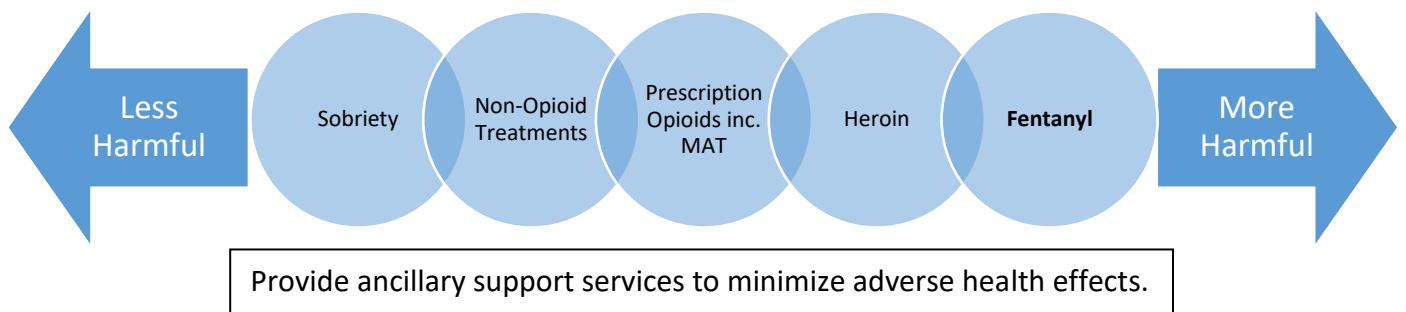 Less
Harmful
Sobriety
Non-Opioid
Treatments
Prescription
Opioids inc.
MAT
Heroin
Fentanyl
More
Harmful
Provide ancillary support services to minimize adverse health effects.